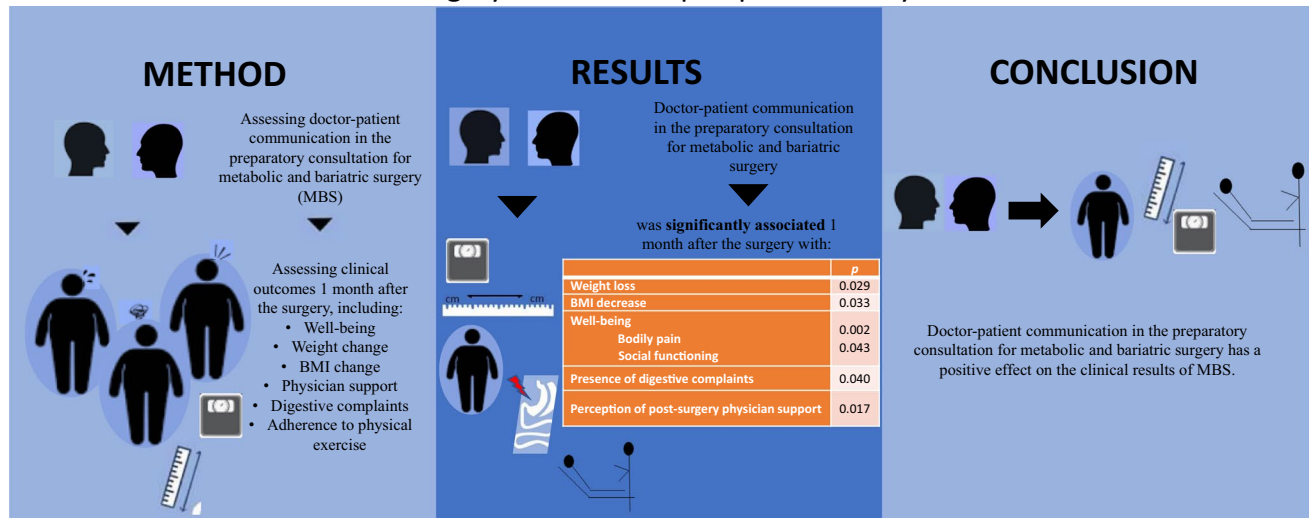 METHOD
Assessing doctor-patient
communication in the
preparatory consultation for
metabolic and bariatric surgery
(MBS)
Assessing clinical
outcomes 1 month after
the surgery, including:
• Well-being
• Weight change
• BMI change
• Physician support
• Digestive complaints
• Adherence to physical
exercise
RESULTS
Doctor-patient communication
in the preparatory consultation
for metabolic and bariatric
surgery
was significantly associated 1
month after the surgery with:
cm cm
p
Weight loss 0.029
BMI decrease 0.033
Well-being
Bodily pain 0.002
Social functioning 0.043
Presence of digestive complaints 0.040
Perception of post-surgery physician support 0.017
CONCLUSION
Doctor-patient communication in the preparatory
consultation for metabolic and bariatric surgery has a
positive effect on the clinical results of MBS.